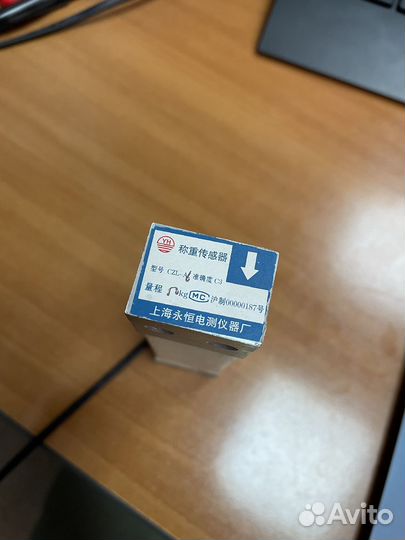 YH
称重传感器
型号 CZL-A 准确度 C3
量程 kg MC 沪制00000187号
上海永恒电测仪器厂
Avito